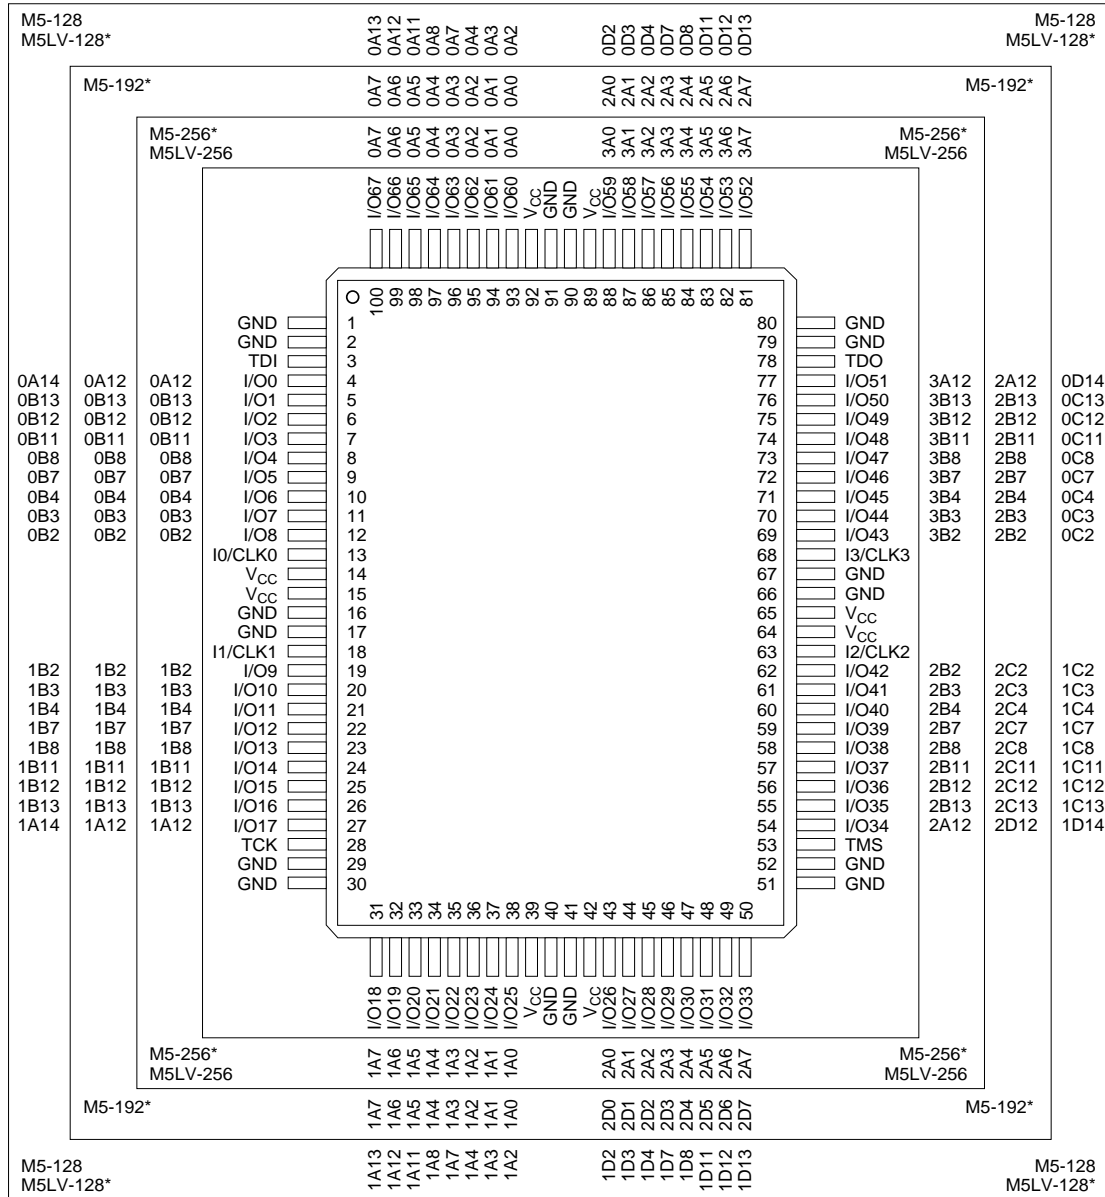 M5-128 M5-128
M5LV-128* M5LV-128*
0A13 0A12 0A11 0A8 0A7 0A4 0A3 0A2 0D2 0D3 0D4 0D7 0D8 0D11 0D12 0D13
M5-192* M5-192*
0A7 0A6 0A5 0A4 0A3 0A2 0A1 0A0 2A0 2A1 2A2 2A3 2A4 2A5 2A6 2A7
M5-256* M5-256*
M5LV-256 M5LV-256
0A7 0A6 0A5 0A4 0A3 0A2 0A1 0A0 3A0 3A1 3A2 3A3 3A4 3A5 3A6 3A7
I/O67 I/O66 I/O65 I/O64 I/O63 I/O62 I/O61 I/O60 VCC GND GND VCC I/O59 I/O58 I/O57 I/O56 I/O55 I/O54 I/O53 I/O52
100 99 98 97 96 95 94 93 92 91 90 89 88 87 86 85 84 83 82 81
GND 1 80 GND
GND 2 79 GND
TDI 3 78 TDO
0A14 0A12 0A12 I/O0 4 77 I/O51 3A12 2A12 0D14
0B13 0B13 0B13 I/O1 5 76 I/O50 3B13 2B13 0C13
0B12 0B12 0B12 I/O2 6 75 I/O49 3B12 2B12 0C12
0B11 0B11 0B11 I/O3 7 74 I/O48 3B11 2B11 0C11
0B8 0B8 0B8 I/O4 8 73 I/O47 3B8 2B8 0C8
0B7 0B7 0B7 I/O5 9 72 I/O46 3B7 2B7 0C7
0B4 0B4 0B4 I/O6 10 71 I/O45 3B4 2B4 0C4
0B3 0B3 0B3 I/O7 11 70 I/O44 3B3 2B3 0C3
0B2 0B2 0B2 I/O8 12 69 I/O43 3B2 2B2 0C2
I0/CLK0 13 68 I3/CLK3
VCC 14 67 GND
VCC 15 66 GND
GND 16 65 VCC
GND 17 64 VCC
I1/CLK1 18 63 I2/CLK2
1B2 1B2 1B2 I/O9 19 62 I/O42 2B2 2C2 1C2
1B3 1B3 1B3 I/O10 20 61 I/O41 2B3 2C3 1C3
1B4 1B4 1B4 I/O11 21 60 I/O40 2B4 2C4 1C4
1B7 1B7 1B7 I/O12 22 59 I/O39 2B7 2C7 1C7
1B8 1B8 1B8 I/O13 23 58 I/O38 2B8 2C8 1C8
1B11 1B11 1B11 I/O14 24 57 I/O37 2B11 2C11 1C11
1B12 1B12 1B12 I/O15 25 56 I/O36 2B12 2C12 1C12
1B13 1B13 1B13 I/O16 26 55 I/O35 2B13 2C13 1C13
1A14 1A12 1A12 I/O17 27 54 I/O34 2A12 2D12 1D14
TCK 28 53 TMS
GND 29 52 GND
GND 30 51 GND
31 32 33 34 35 36 37 38 39 40 41 42 43 44 45 46 47 48 49 50
I/O18 I/O19 I/O20 I/O21 I/O22 I/O23 I/O24 I/O25 VCC GND GND VCC I/O26 I/O27 I/O28 I/O29 I/O30 I/O31 I/O32 I/O33
M5-256* M5-256*
M5LV-256 M5LV-256
1A7 1A6 1A5 1A4 1A3 1A2 1A1 1A0 2A0 2A1 2A2 2A3 2A4 2A5 2A6 2A7
M5-192* M5-192*
1A7 1A6 1A5 1A4 1A3 1A2 1A1 1A0 2D0 2D1 2D2 2D3 2D4 2D5 2D6 2D7
1A13 1A12 1A11 1A8 1A7 1A4 1A3 1A2 1D2 1D3 1D4 1D7 1D8 1D11 1D12 1D13
M5-128 M5-128
M5LV-128* M5LV-128*